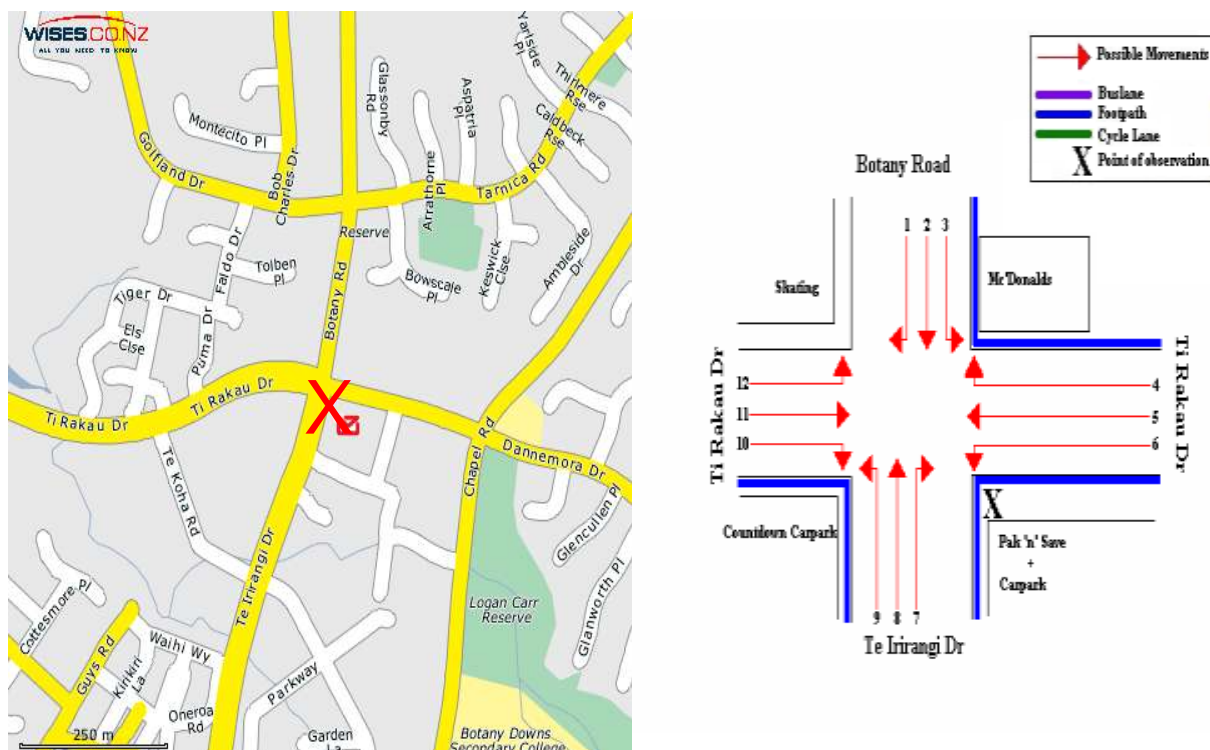 WISES.CO.NZ
ALL YOU NEED TO KNOW
Yarlside Pl
Thirlmere Rse
Glassonby Rd
Aspatria Pl
Caldbeck Rse
Montecito Pl
Golfland Dr
Bob Charles Dr
Arrathorne Pl
Tarnica Rd
Reserve
Faldo Dr
Tolben Pl
Botany Rd
Bowscale Pl
Keswick Clse
Ambleside Dr
Tiger Dr
Els Clse
Puma Dr
Ti Rakau Dr
Ti Rakau Dr
X
Te Koha Rd
Chapel Rd
Dannemora Dr
Glencullen Pl
Te Irirangi Dr
Logan Carr
Reserve
Glanworth Pl
Cottesmore Pl
Guys Rd
Waihi Wy
Kirikiri La
Parkway
Oneroa Rd
Garden La
Botany Downs
Secondary College
250 m
Possible Movements
Buslane
Footpath
Cycle Lane
X Point of observation
Botany Road
1 2 3
Skating
Mc'Donalds
Ti Rakau Dr
12
11
10
4
5
6
Ti Rakau Dr
Countdown Carpark
X
Pak 'n' Save
+
Carpark
9 8 7
Te Irirangi Dr